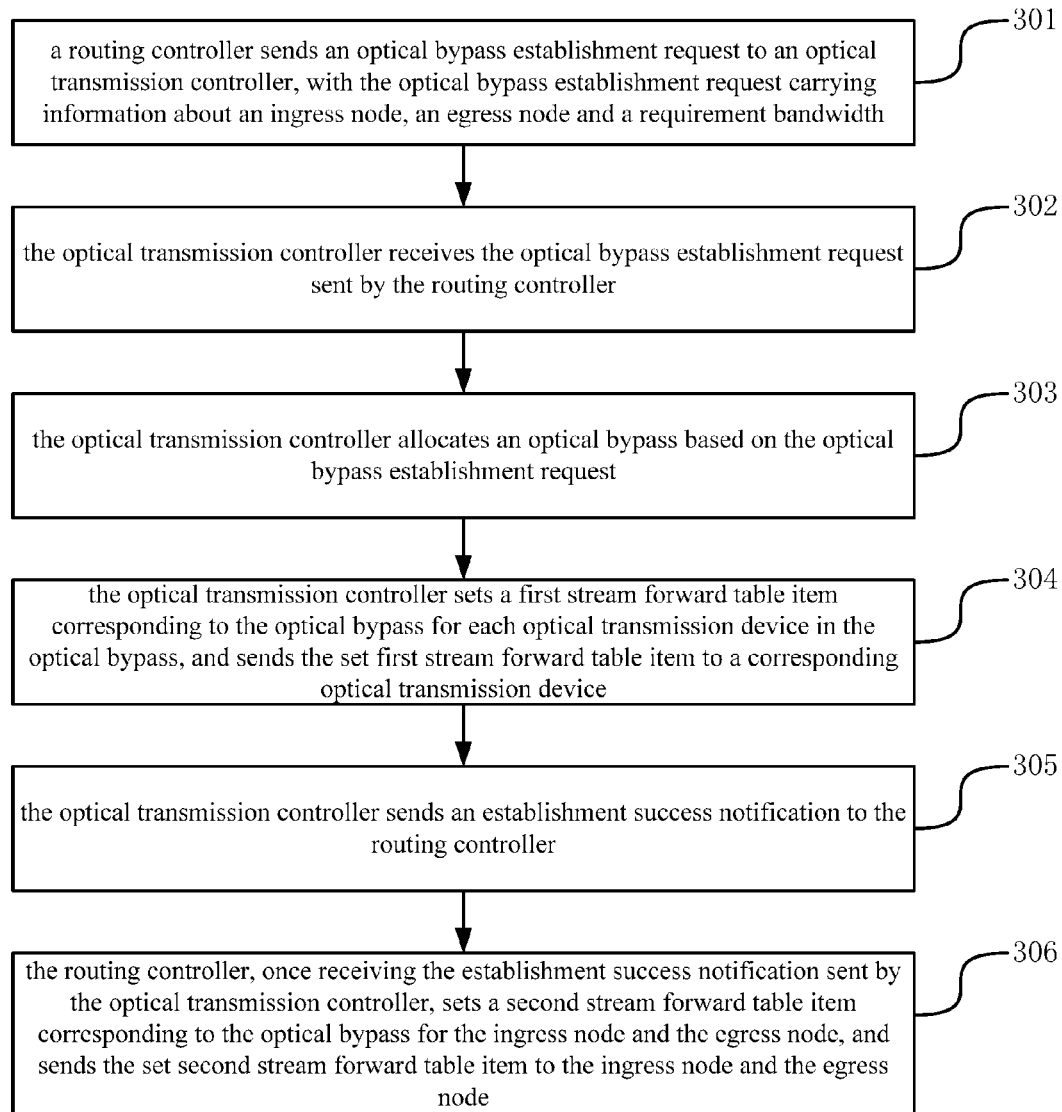 301
a routing controller sends an optical bypass establishment request to an optical
transmission controller, with the optical bypass establishment request carrying
information about an ingress node, an egress node and a requirement bandwidth
302
the optical transmission controller receives the optical bypass establishment request
sent by the routing controller
303
the optical transmission controller allocates an optical bypass based on the optical
bypass establishment request
304
the optical transmission controller sets a first stream forward table item
corresponding to the optical bypass for each optical transmission device in the
optical bypass, and sends the set first stream forward table item to a corresponding
optical transmission device
305
the optical transmission controller sends an establishment success notification to the
routing controller
306
the routing controller, once receiving the establishment success notification sent by
the optical transmission controller, sets a second stream forward table item
corresponding to the optical bypass for the ingress node and the egress node, and
sends the set second stream forward table item to the ingress node and the egress
node